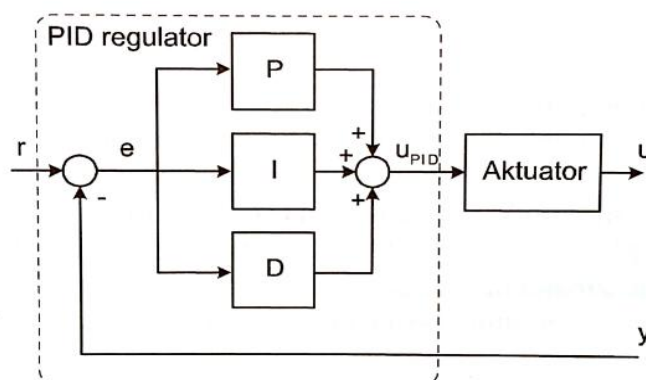 PID regulator
P
r
e
I
+
+
+
u_PID
Aktuator
u
-
D
y